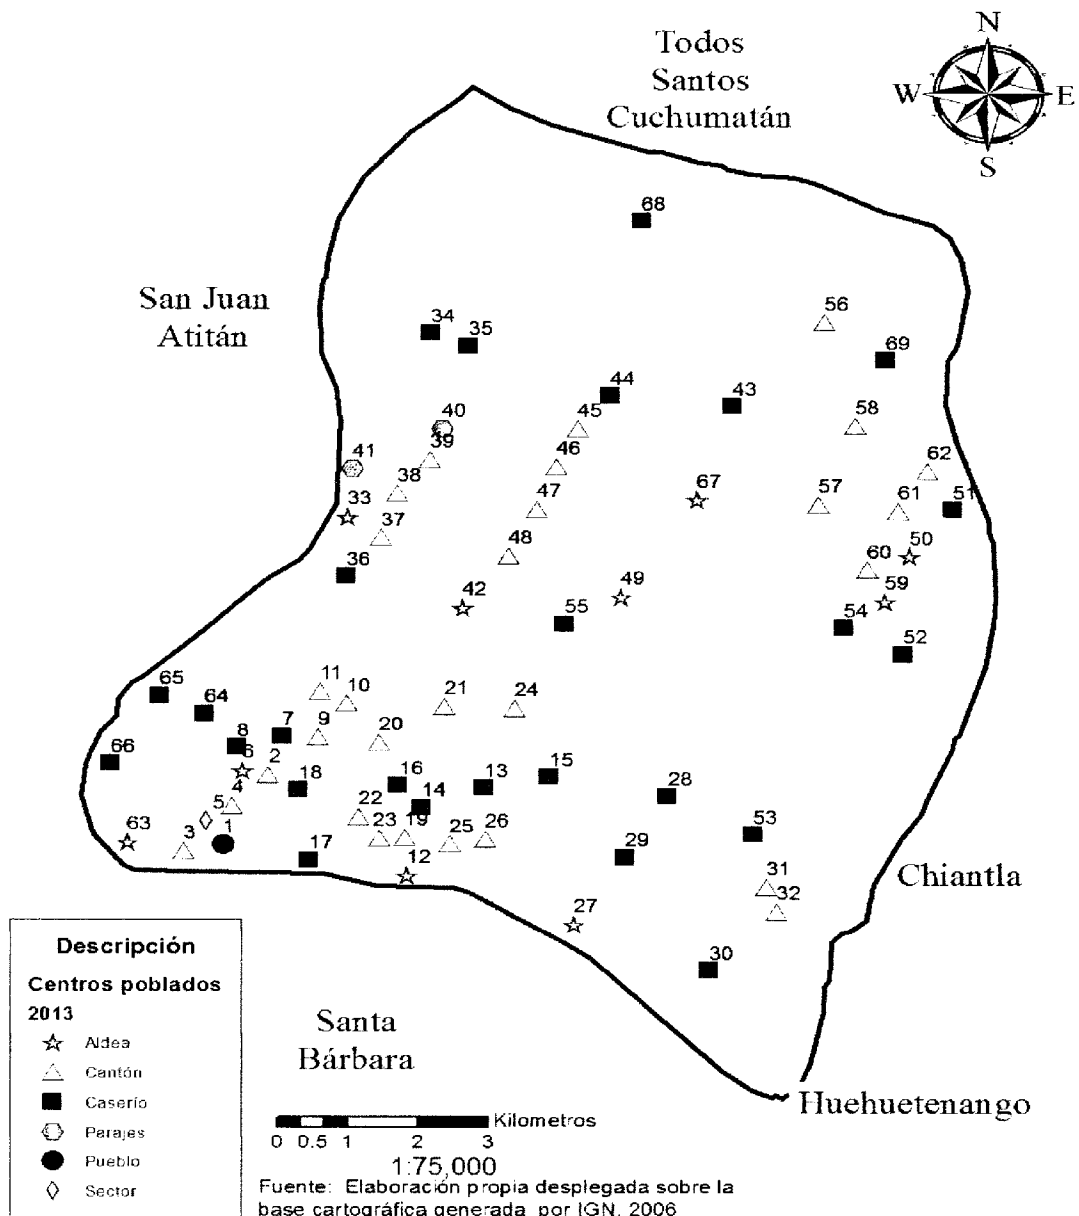 N
W E
S
Todos
Santos
Cuchumatán
San Juan
Atitán
68
56
34
35
69
44
43
40
45
58
39
41
46
62
38
67
33
47
57
61
51
37
48
50
36
60
42
49
59
55
54
52
11
65
10
21
24
64
7
9
8
20
66
6
2
18
16
13
15
28
4
14
5
22
53
63
3
1
23
19
25
26
17
12
29
31
32
27
30
Chiantla
Santa
Bárbara
Huehuetenango
Descripción
Centros poblados
2013
Aldea
Cantón
Caserío
Parajes
Pueblo
Sector
Kilometros
0 0.5 1 2 3
1:75,000
Fuente: Elaboración propia desplegada sobre la
base cartográfica generada por IGN, 2006